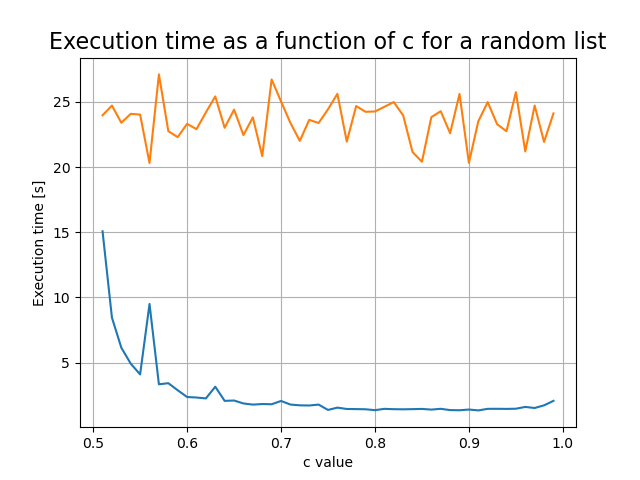 Execution time as a function of c for a random list
Execution time [s]
25
20
15
10
5
0.5 0.6 0.7 0.8 0.9 1.0
c value